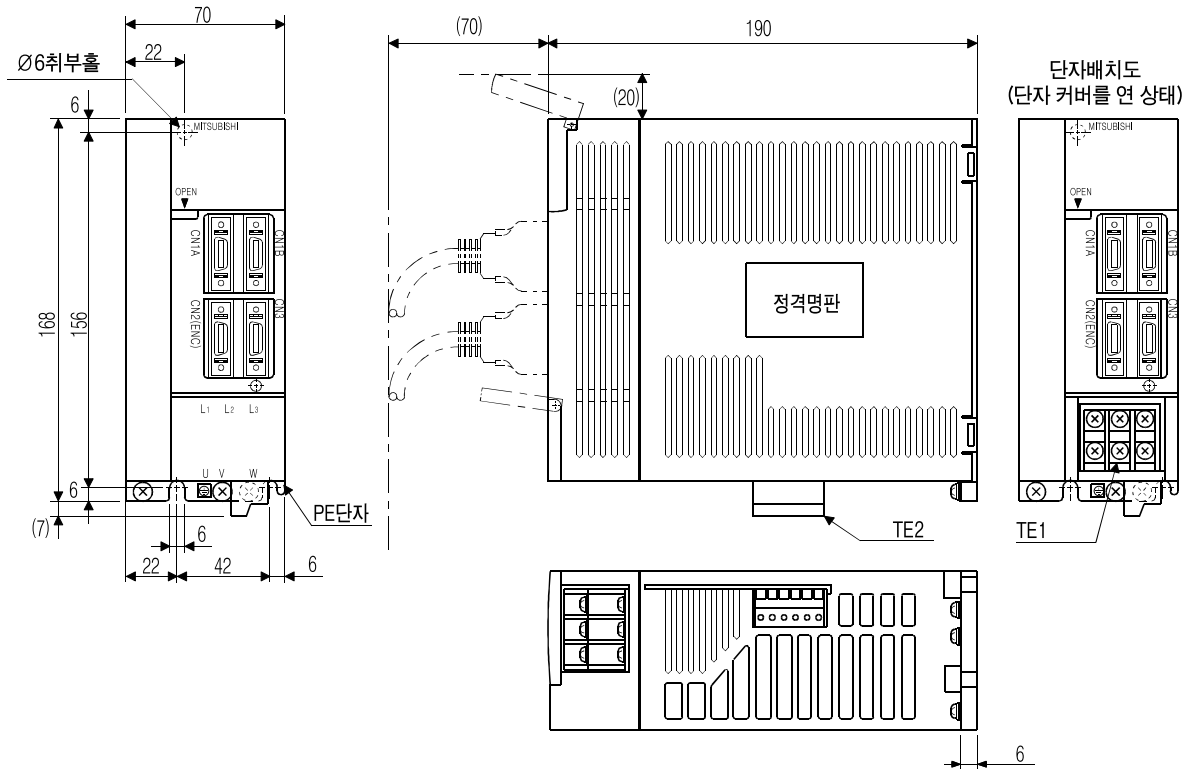 70
22
Ø6취부홀
6
MITSUBISHI
OPEN
CN1A
CN1B
CN2(ENC)
CN3
168
156
L1 L2 L3
U V W
6
(7)
6
22
42
6
PE단자
(70)
190
(20)
정격명판
TE2
6
단자배치도
(단자 커버를 연 상태)
MITSUBISHI
OPEN
CN1A
CN1B
CN2(ENC)
CN3
TE1